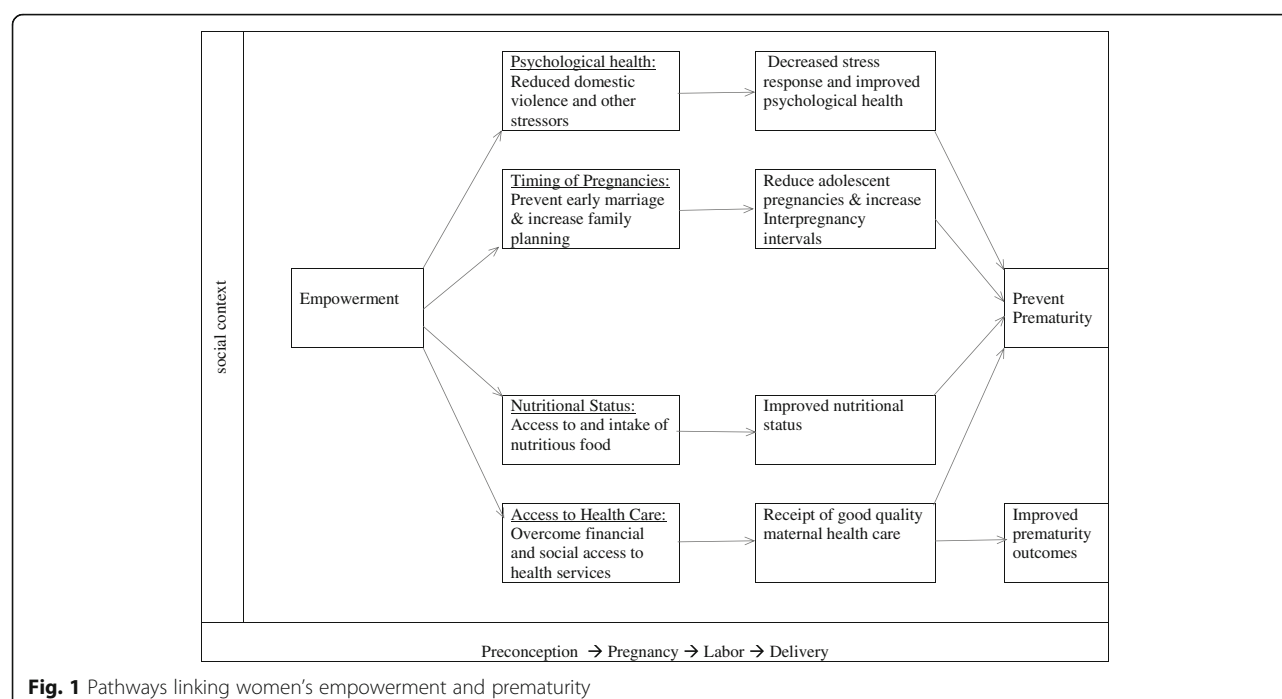 Psychological health:
Reduced domestic
violence and other
stressors
Decreased stress
response and improved
psychological health
Timing of Pregnancies:
Prevent early marriage
& increase family
planning
Reduce adolescent
pregnancies & increase
Interpregnancy
intervals
social context
Empowerment
Prevent
Prematurity
Nutritional Status:
Access to and intake of
nutritious food
Improved nutritional
status
Access to Health Care:
Overcome financial
and social access to
health services
Receipt of good quality
maternal health care
Improved
prematurity
outcomes
Preconception → Pregnancy → Labor → Delivery
Fig. 1 Pathways linking women's empowerment and prematurity